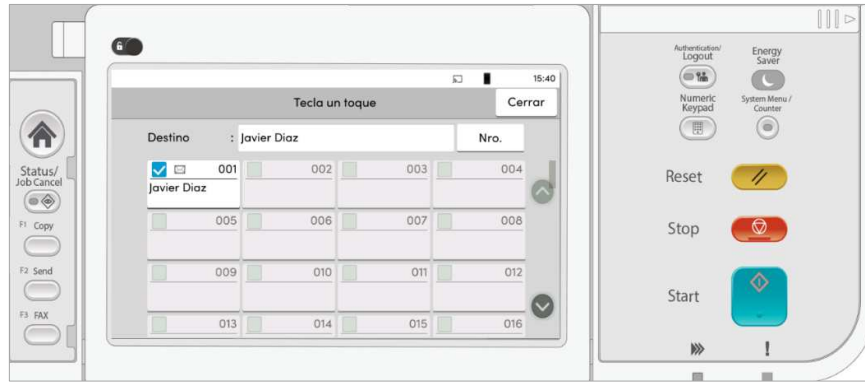 Authentication/
Logout
Energy
Saver
15:40
Tecla un toque
Cerrar
Numeric
Keypad
System Menu /
Counter
Destino : Javier Diaz
Nro.
001 002 003 004
Javier Diaz
Status/
Job Cancel
Reset
F1 Copy
005 006 007 008
Stop
F2 Send
009 010 011 012
Start
F3 FAX
013 014 015 016